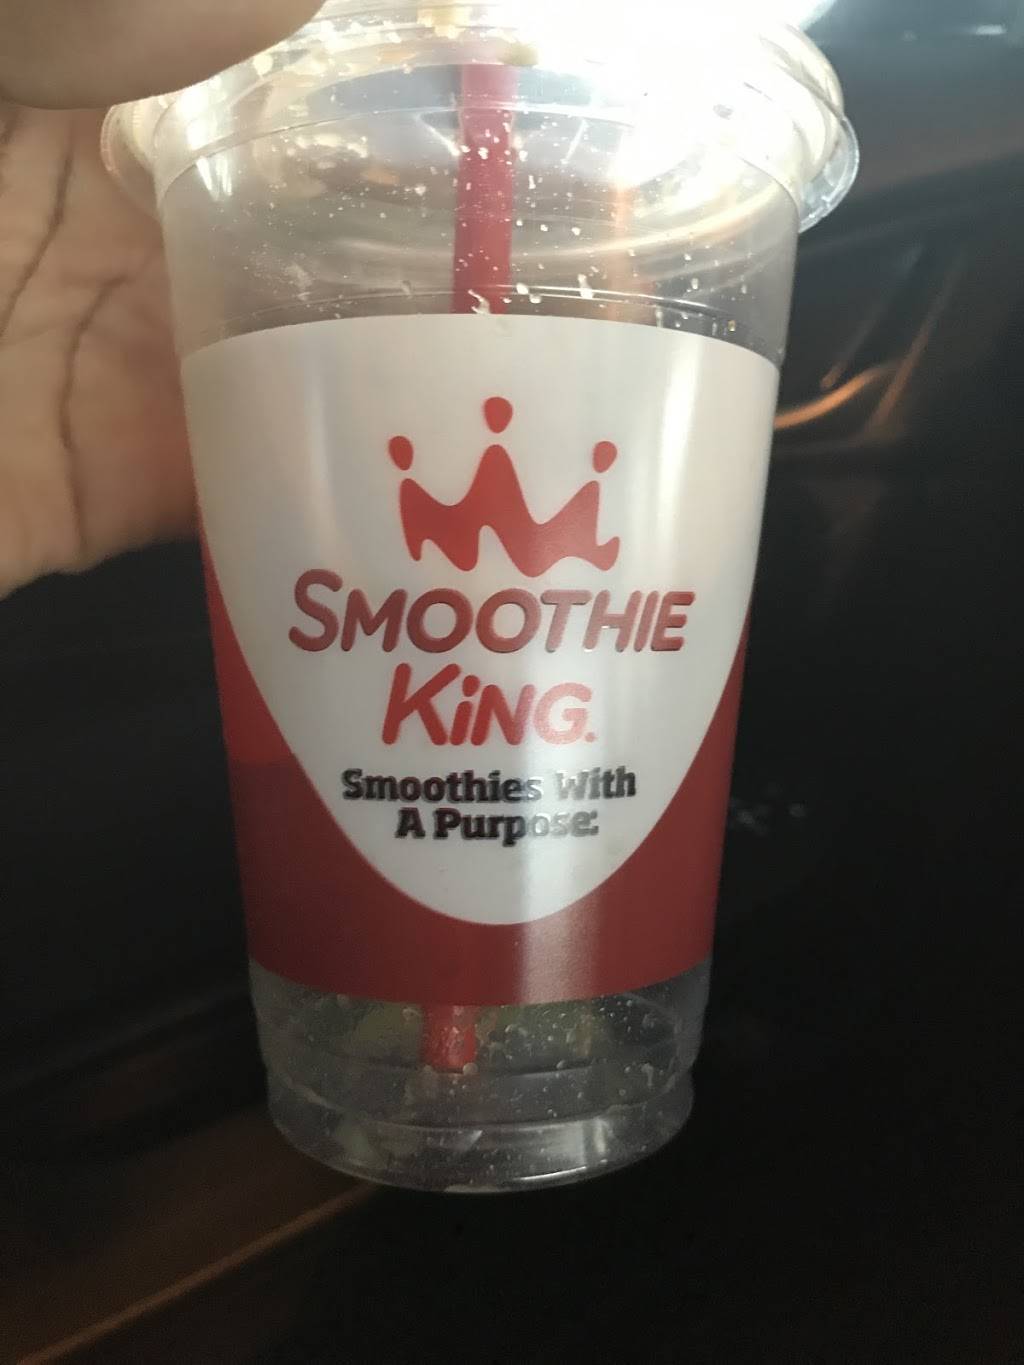 SMOOTHIE
KiNG.
Smoothies With
A Purpose.